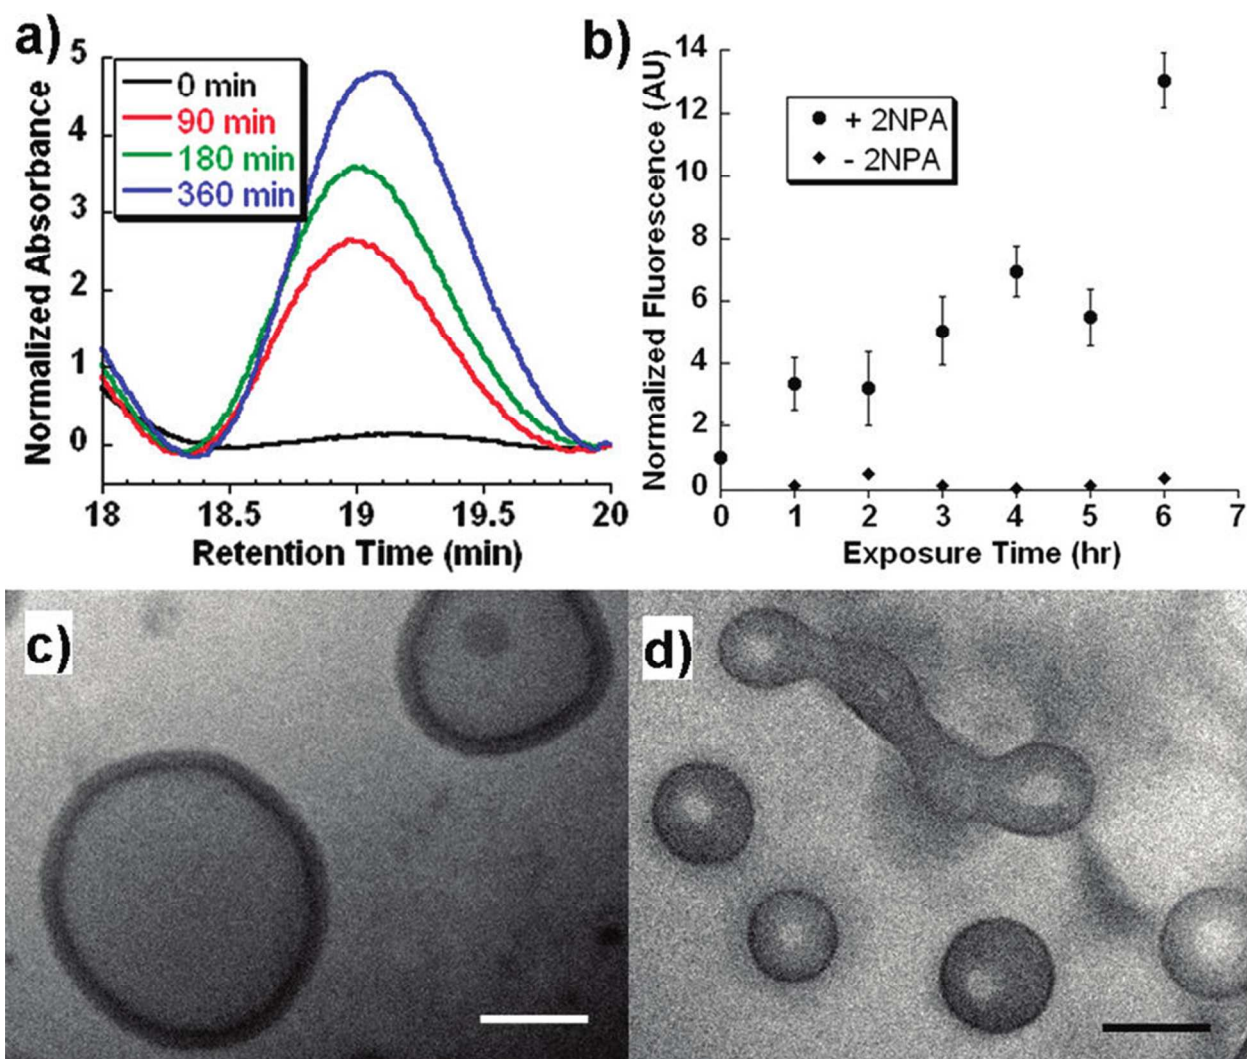 a)
5
4
3
2
1
0
Normalized Absorbance
0 min
90 min
180 min
360 min
18 18.5 19 19.5 20
Retention Time (min)
b)
14
12
10
8
6
4
2
0
Normalized Fluorescence (AU)
+ 2NPA
- 2NPA
0 1 2 3 4 5 6 7
Exposure Time (hr)
c)
d)